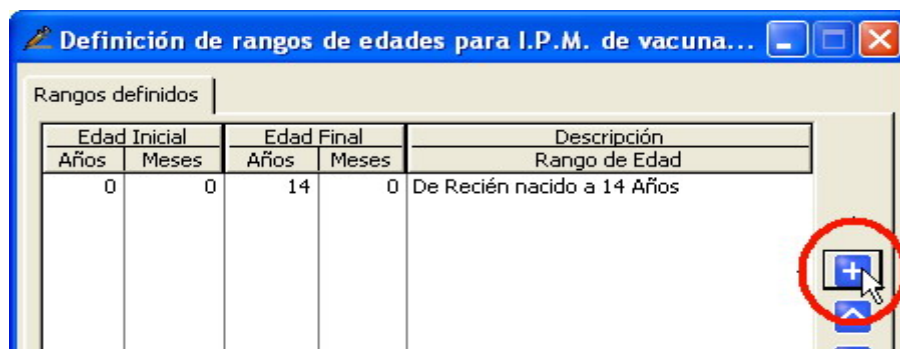 Definición de rangos de edades para I.P.M. de vacuna...
Rangos definidos
Edad Inicial Edad Final Descripción
Años Meses Años Meses Rango de Edad
0 0 14 0 De Recién nacido a 14 Años